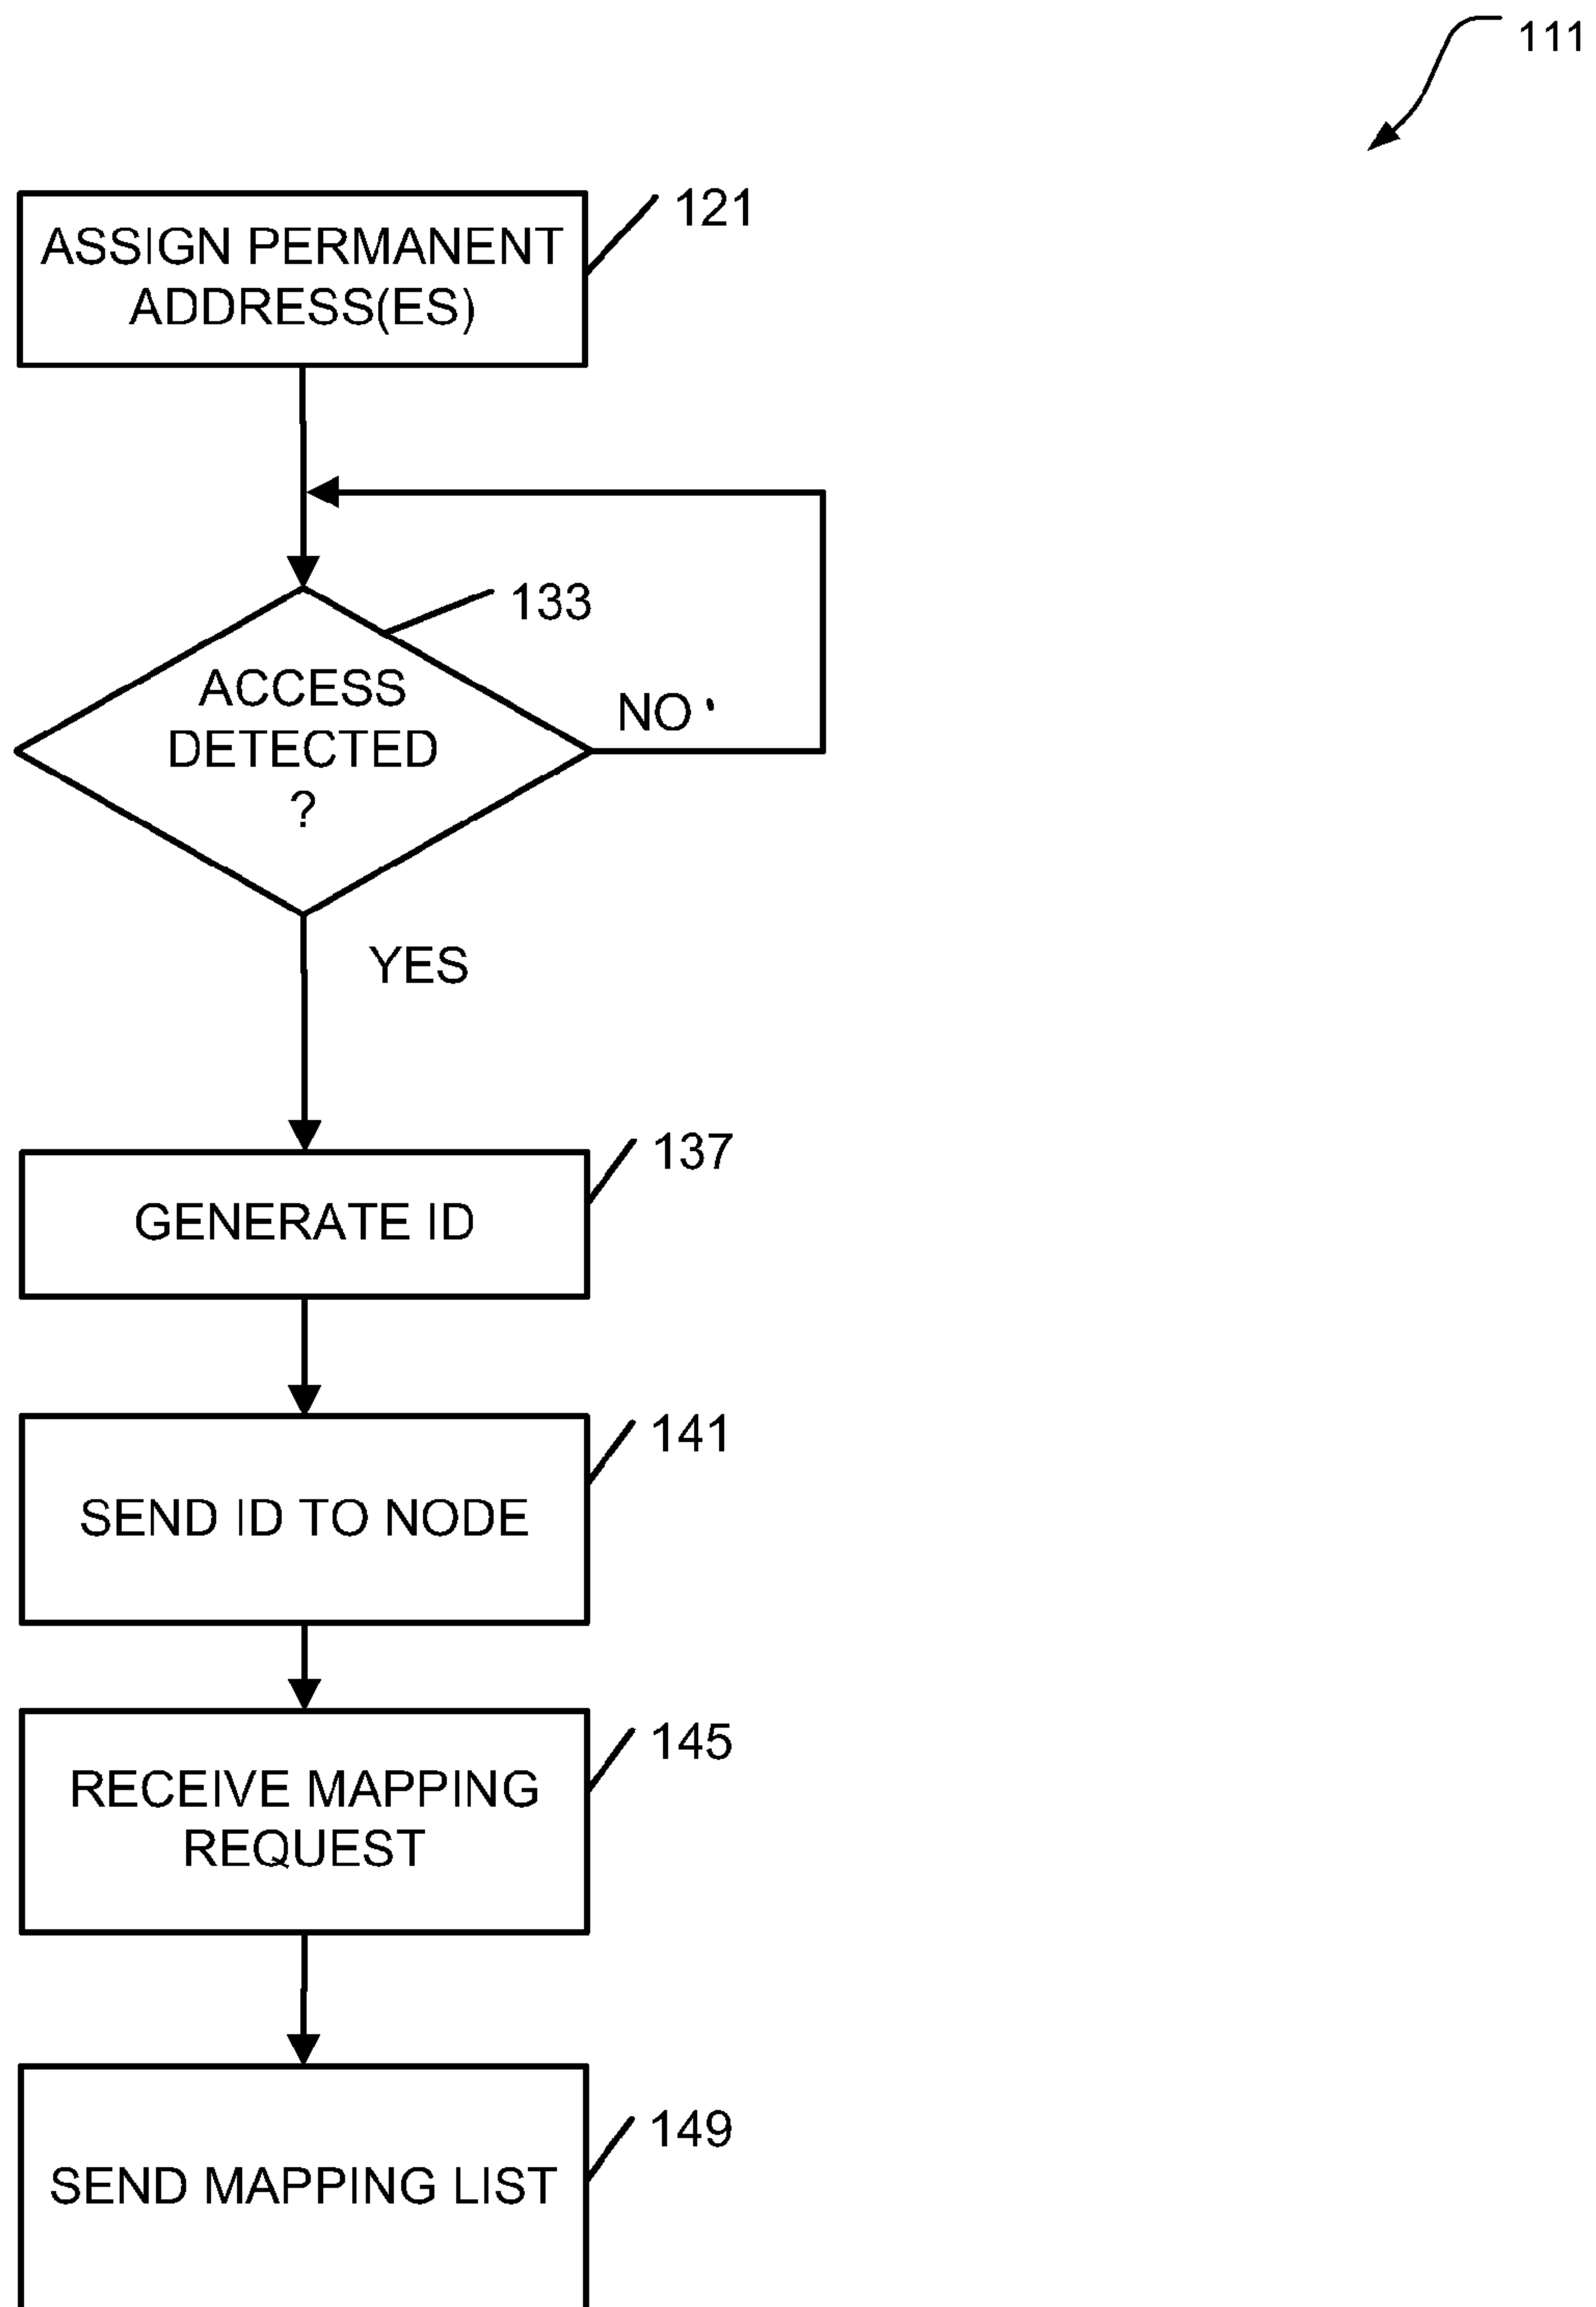 111
121
ASSIGN PERMANENT
ADDRESS(ES)
133
ACCESS
DETECTED
?
NO
YES
137
GENERATE ID
141
SEND ID TO NODE
145
RECEIVE MAPPING
REQUEST
149
SEND MAPPING LIST